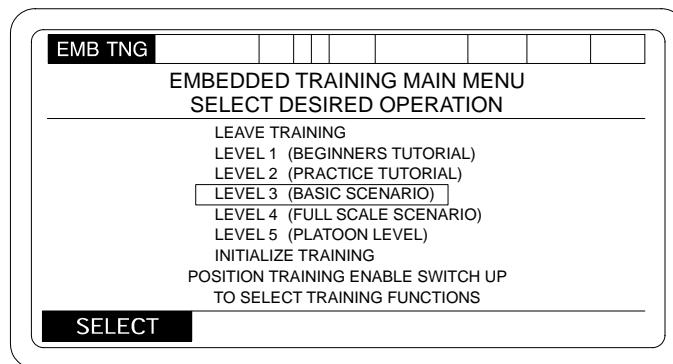 EMB TNG
EMBEDDED TRAINING MAIN MENU
SELECT DESIRED OPERATION
LEAVE TRAINING
LEVEL 1 (BEGINNERS TUTORIAL)
LEVEL 2 (PRACTICE TUTORIAL)
LEVEL 3 (BASIC SCENARIO)
LEVEL 4 (FULL SCALE SCENARIO)
LEVEL 5 (PLATOON LEVEL)
INITIALIZE TRAINING
POSITION TRAINING ENABLE SWITCH UP
TO SELECT TRAINING FUNCTIONS
SELECT